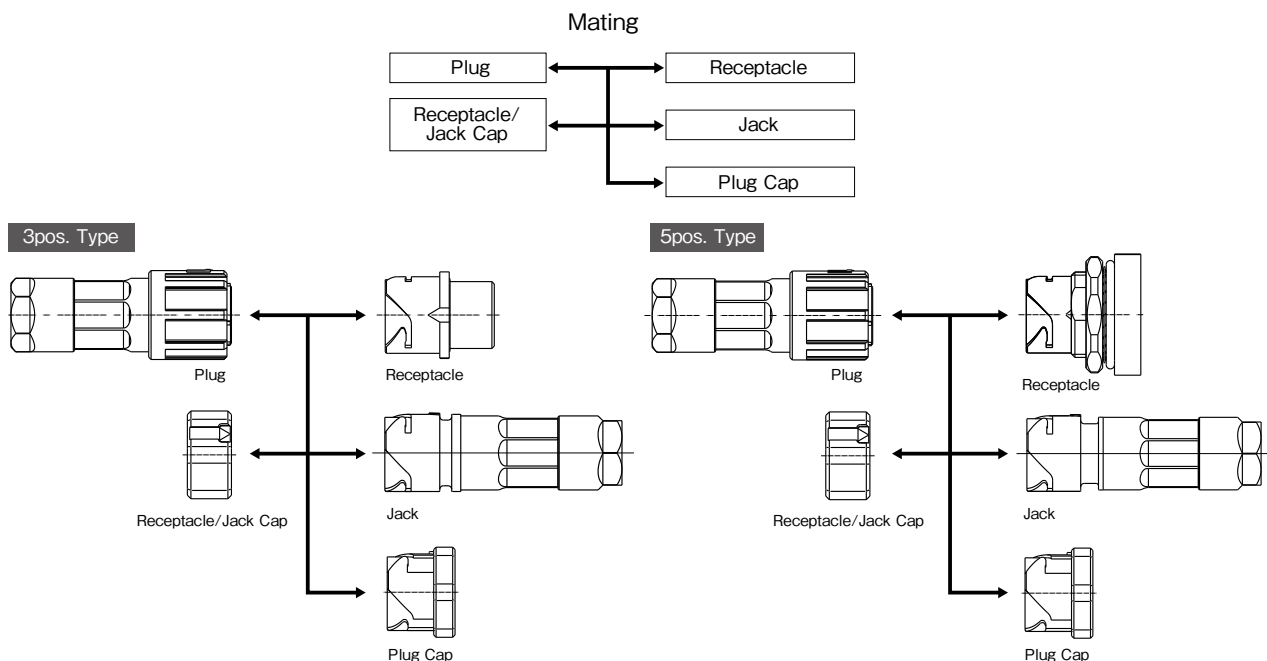 Mating
Plug
Receptacle
Receptacle/
Jack Cap
Jack
Plug Cap
3pos. Type
Plug
Receptacle
Receptacle/Jack Cap
Jack
Plug Cap
5pos. Type
Plug
Receptacle
Receptacle/Jack Cap
Jack
Plug Cap